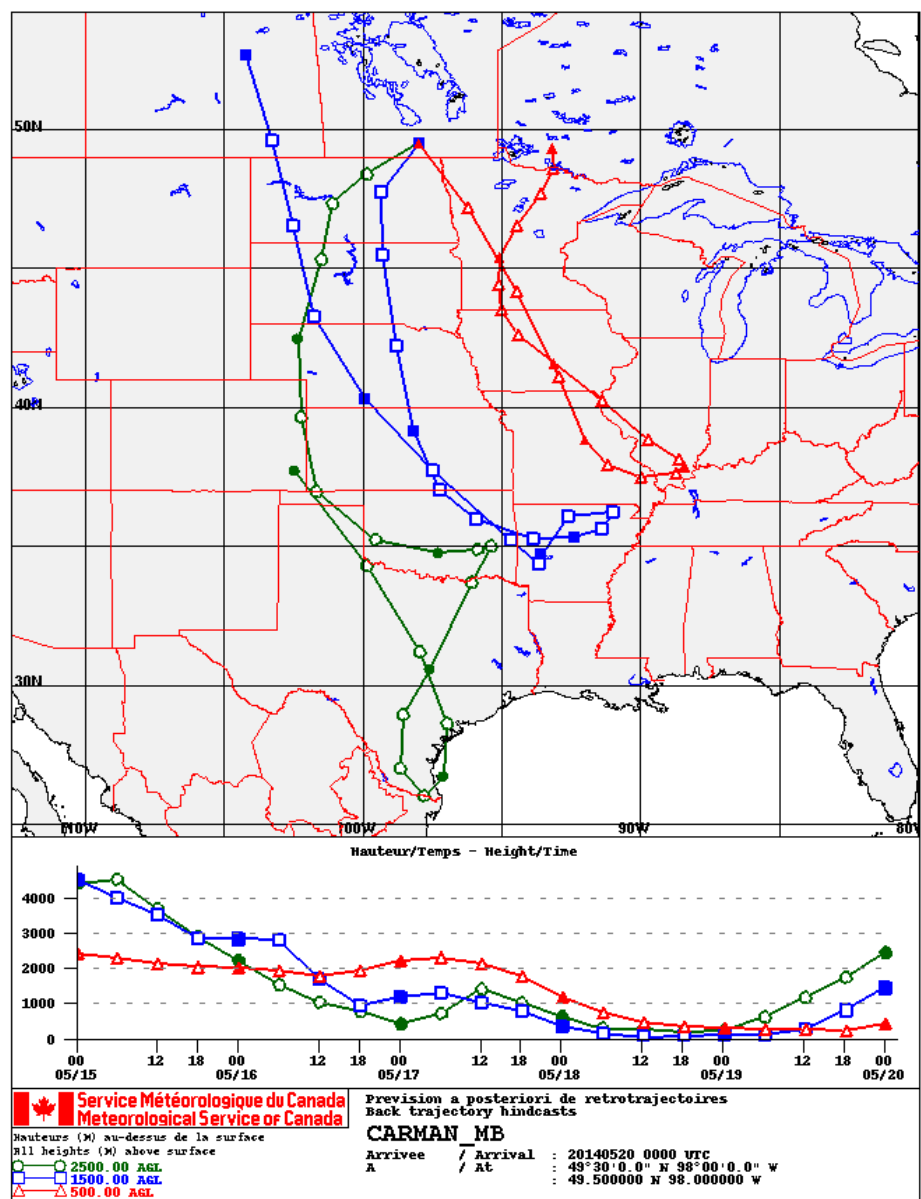 50N
40N
30N
110W 100W 90W 80
Hauteur/Temps - Height/Time
4000
3000
2000
1000
0
00 12 18 00 12 18 00 12 18 00 12 18 00 12 00
05/15 05/16 05/17 05/18 05/19 05/20
Service Météorologique du Canada
Meteorological Service of Canada
Hauteurs (M) au-dessus de la surface
All heights (M) above surface
2500.00 AGL
1500.00 AGL
500.00 AGL
Prevision a posteriori de retrotrajectoires
Back trajectory hindcasts
CARMAN_MB
Arrivee / Arrival : 20140520 0000 UTC
A / At : 49°30'0.0" N 98°00'0.0" W
: 49.500000 N 98.000000 W